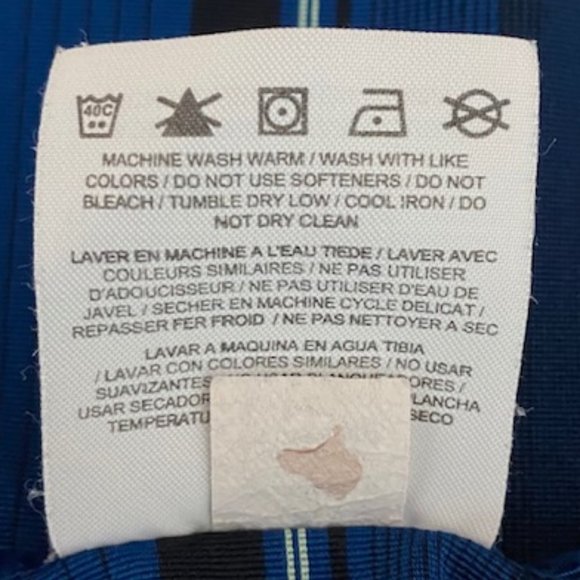 40C
MACHINE WASH WARM / WASH WITH LIKE
COLORS / DO NOT USE SOFTENERS / DO NOT
BLEACH / TUMBLE DRY LOW / COOL IRON / DO
NOT DRY CLEAN
LAVER EN MACHINE A L'EAU TIEDE / LAVER AVEC
COULEURS SIMILAIRES / NE PAS UTILISER
D'ADOUCISSEUR / NE PAS UTILISER D'EAU DE
JAVEL / SECHER EN MACHINE CYCLE DELICAT /
REPASSER FER FROID / NE PAS NETTOYER A SEC
LAVAR A MAQUINA EN AGUA TIBIA
/ LAVAR CON COLORES SIMILARES / NO USAR
SUAVIZANTES USAR BLANQUEADORES /
USAR PLANCHA
SECO